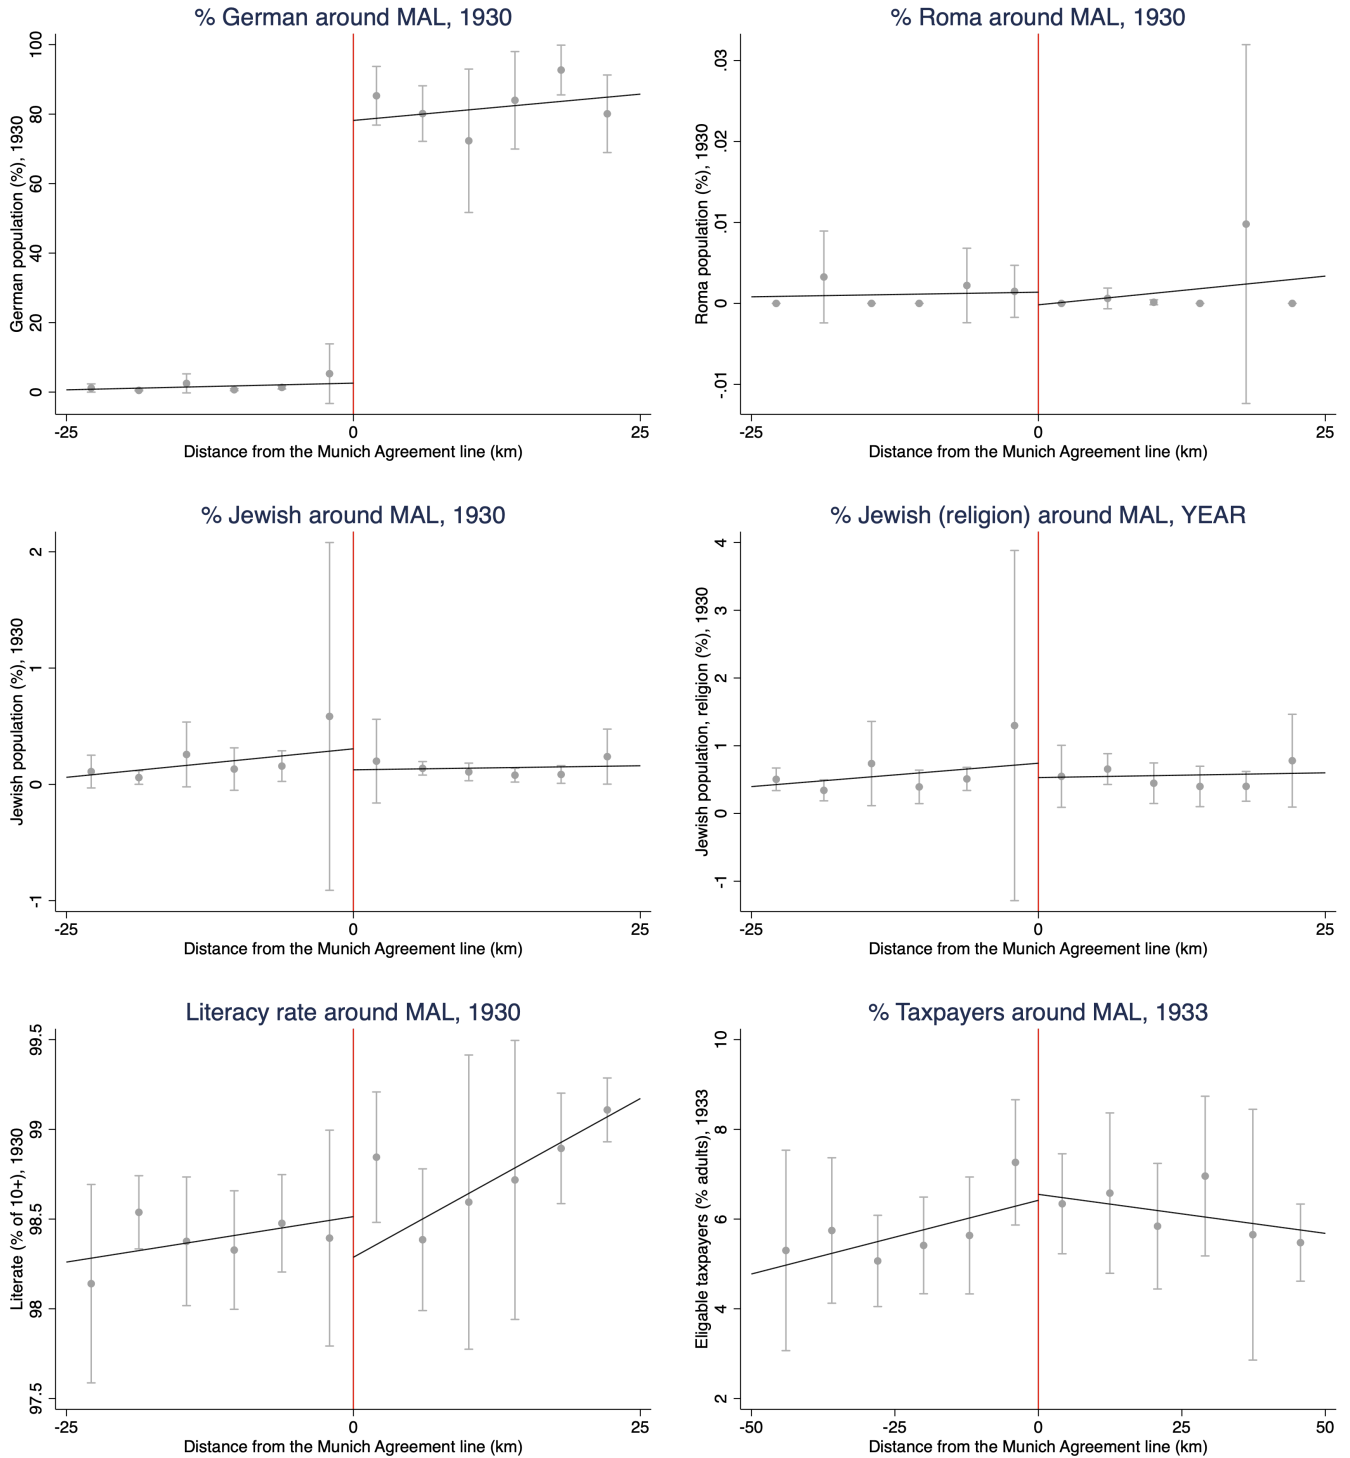 % German around MAL, 1930
German population (%), 1930
100
80
60
40
20
0
-25 0 25
Distance from the Munich Agreement line (km)
% Roma around MAL, 1930
Roma population (%), 1930
.03
.02
.01
0
-.01
-25 0 25
Distance from the Munich Agreement line (km)
% Jewish around MAL, 1930
Jewish population (%), 1930
2
1
0
-1
-25 0 25
Distance from the Munich Agreement line (km)
% Jewish (religion) around MAL, YEAR
Jewish population, religion (%), 1930
4
3
2
1
0
-1
-25 0 25
Distance from the Munich Agreement line (km)
Literacy rate around MAL, 1930
Literate (% of 10+), 1930
99.5
99
98.5
98
97.5
-25 0 25
Distance from the Munich Agreement line (km)
% Taxpayers around MAL, 1933
Eligable taxpayers (% adults), 1933
10
8
6
4
2
-50 -25 0 25 50
Distance from the Munich Agreement line (km)